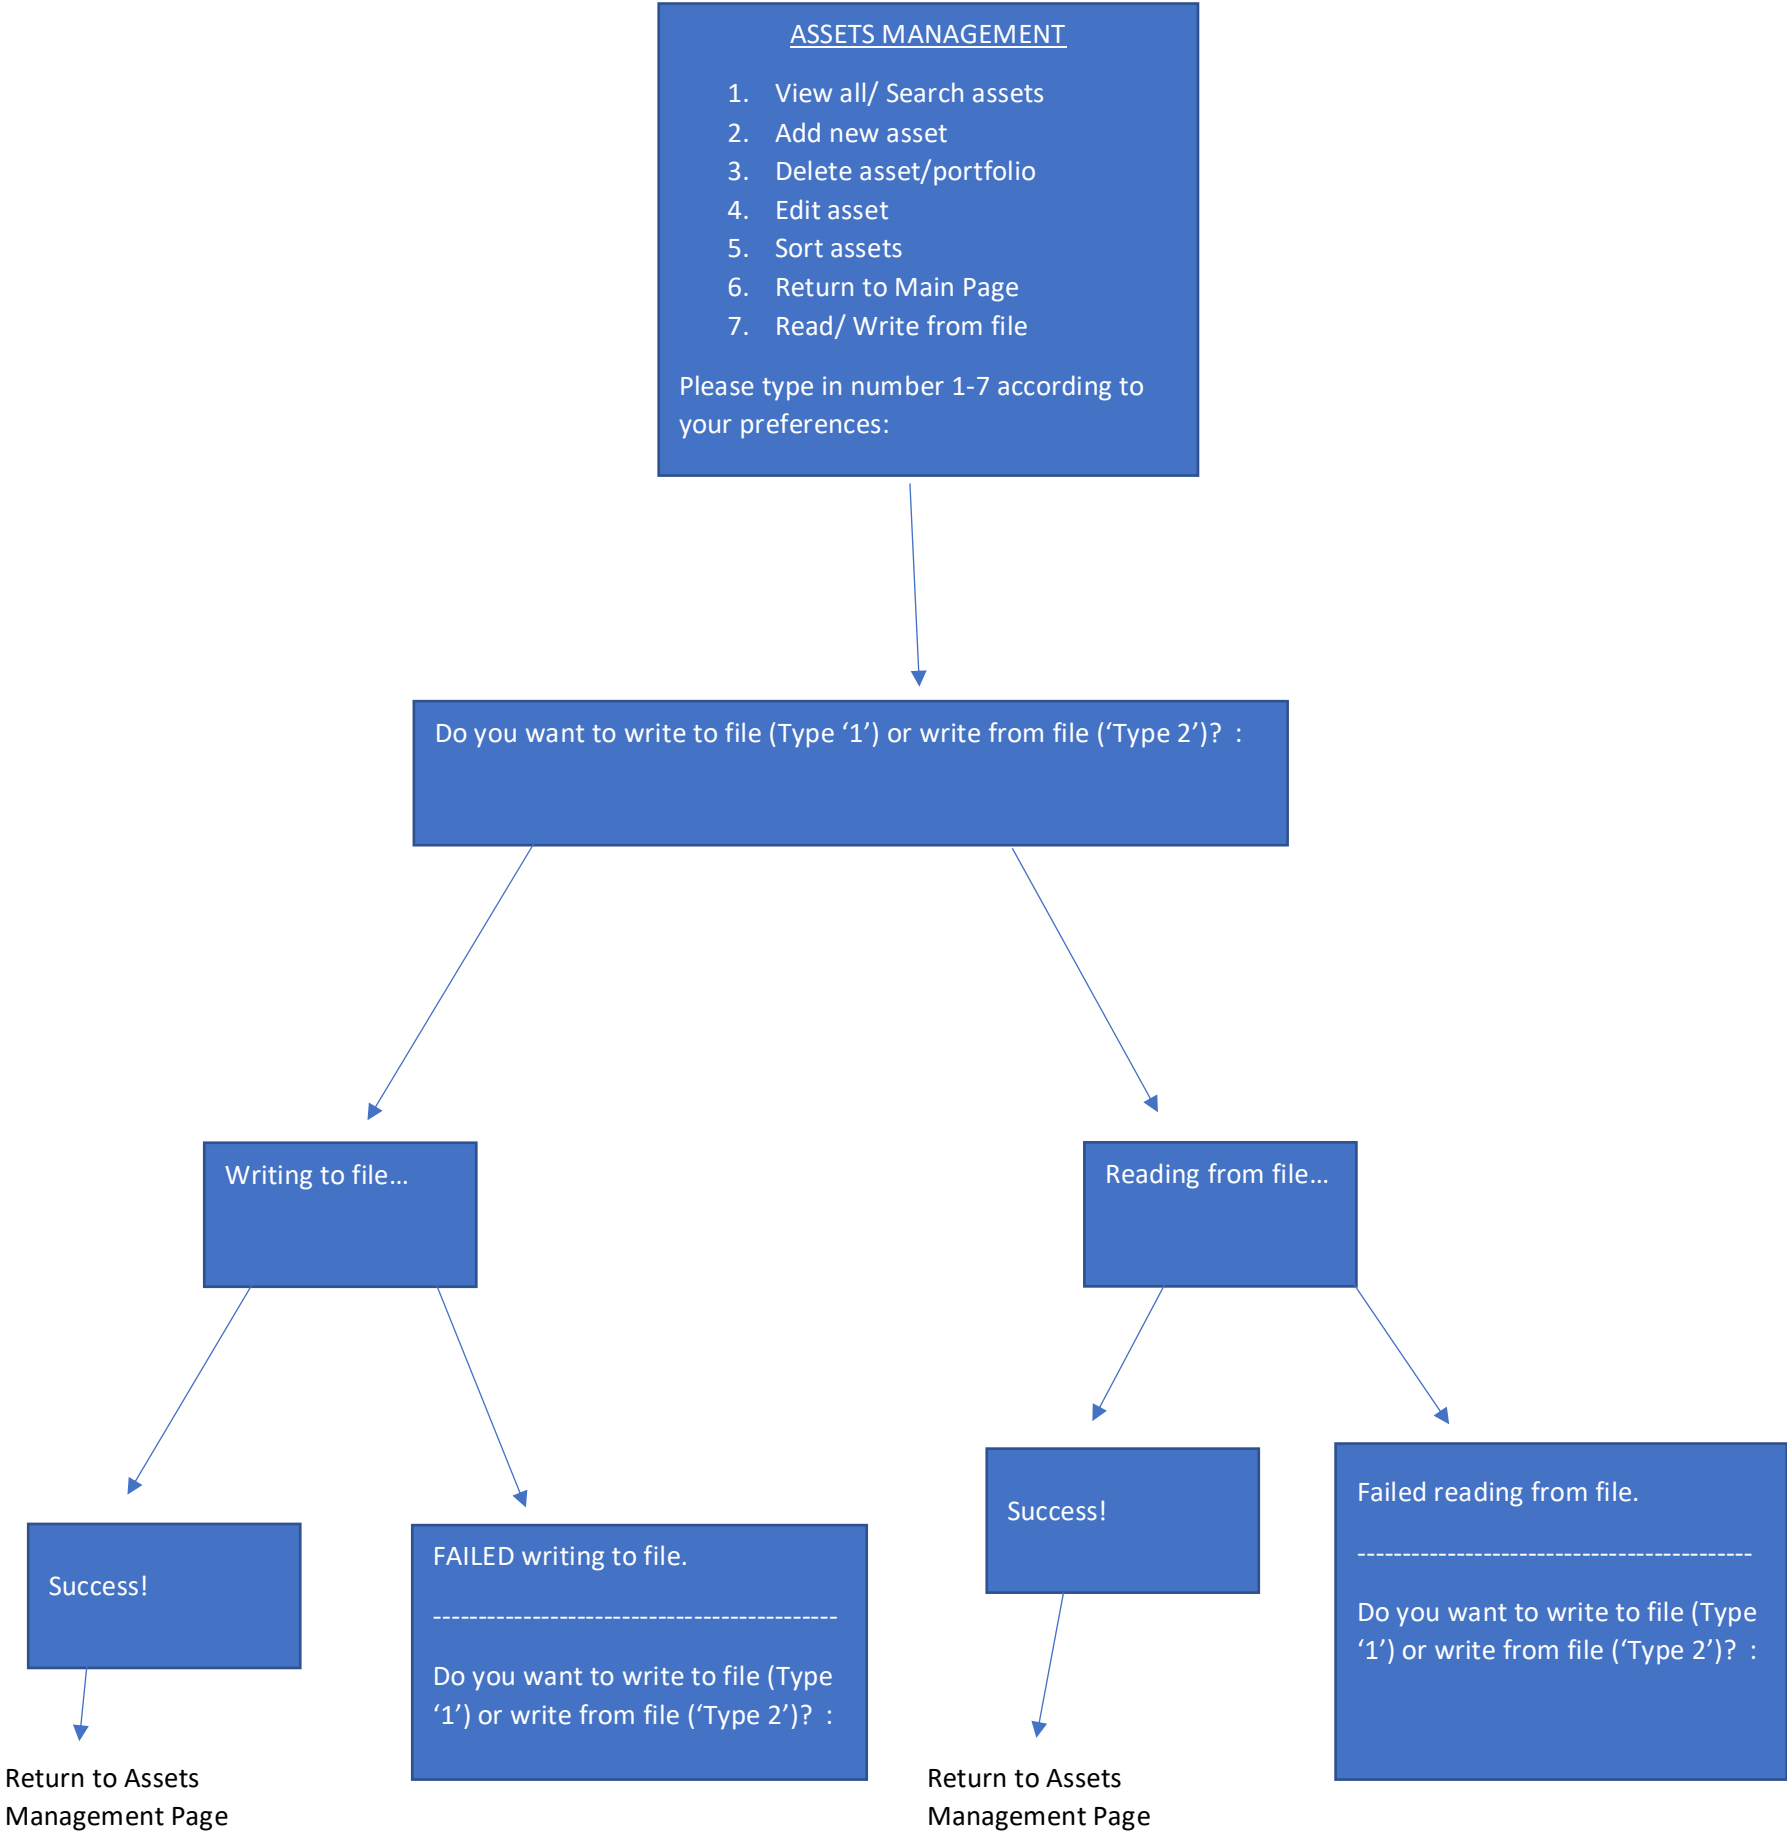 ASSETS MANAGEMENT
1. View all/ Search assets
2. Add new asset
3. Delete asset/portfolio
4. Edit asset
5. Sort assets
6. Return to Main Page
7. Read/ Write from file
Please type in number 1-7 according to
your preferences:
Do you want to write to file (Type ‘1’) or write from file (‘Type 2’)? :
Writing to file…
Reading from file…
Success!
FAILED writing to file.
---------------------------------------------
Do you want to write to file (Type
‘1’) or write from file (‘Type 2’)? :
Success!
Failed reading from file.
--------------------------------------------
Do you want to write to file (Type
‘1’) or write from file (‘Type 2’)? :
Return to Assets
Management Page
Return to Assets
Management Page